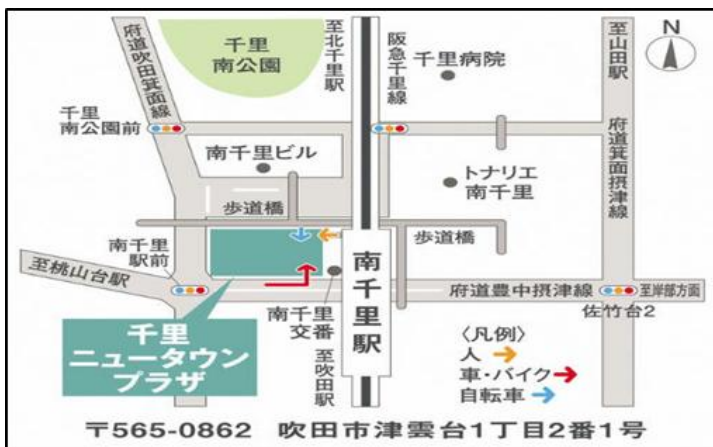 府道吹田箕面線
千里
南公園
至北千里駅
阪急千里線
千里病院
至山田駅
N
千里
南公園前
南千里ビル
トナリエ
南千里
府道箕面摂津線
歩道橋
歩道橋
南千里
駅前
至桃山台駅
南千里駅
府道豊中摂津線
至岸部方面
佐竹台2
千里
ニュータウン
プラザ
南千里
交番
至吹田駅
〈凡例〉
人
車・バイク
自転車
〒565-0862 吹田市津雲台1丁目2番1号